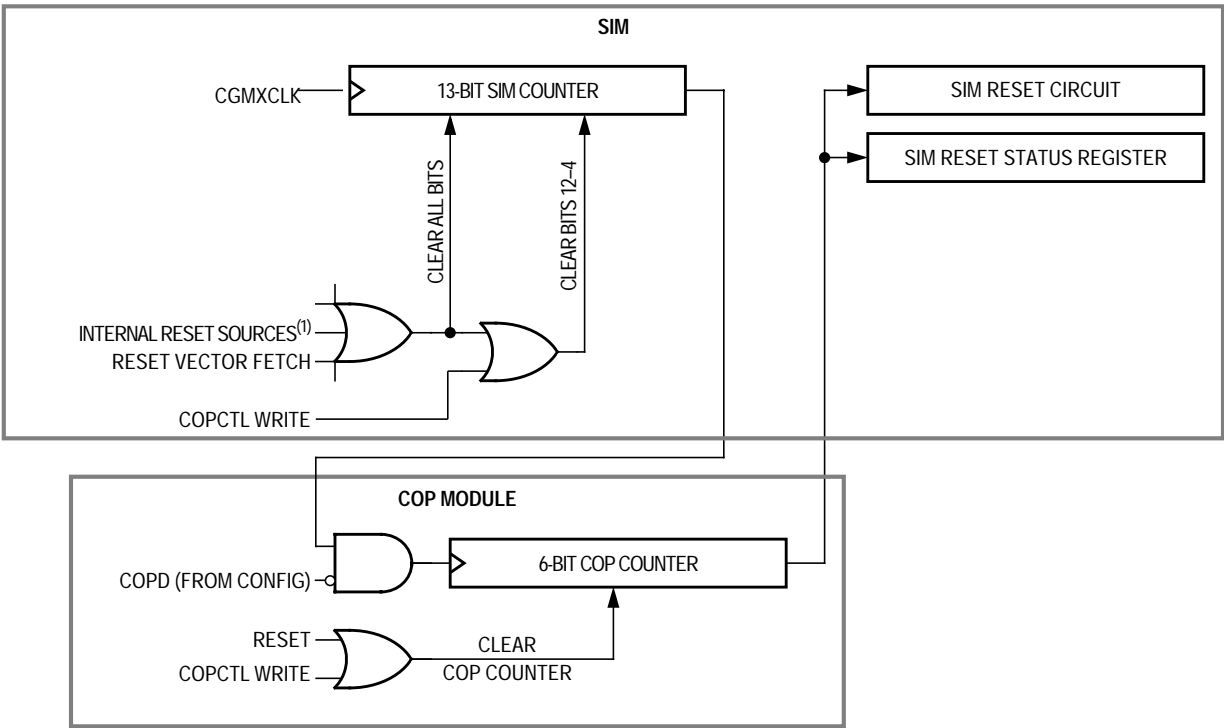 SIM
CGMXCLK
13-BIT SIM COUNTER
SIM RESET CIRCUIT
SIM RESET STATUS REGISTER
CLEAR ALL BITS
CLEAR BITS 12–4
INTERNAL RESET SOURCES(1)
RESET VECTOR FETCH
COPCTL WRITE
COP MODULE
6-BIT COP COUNTER
COPD (FROM CONFIG)
RESET
COPCTL WRITE
CLEAR
COP COUNTER